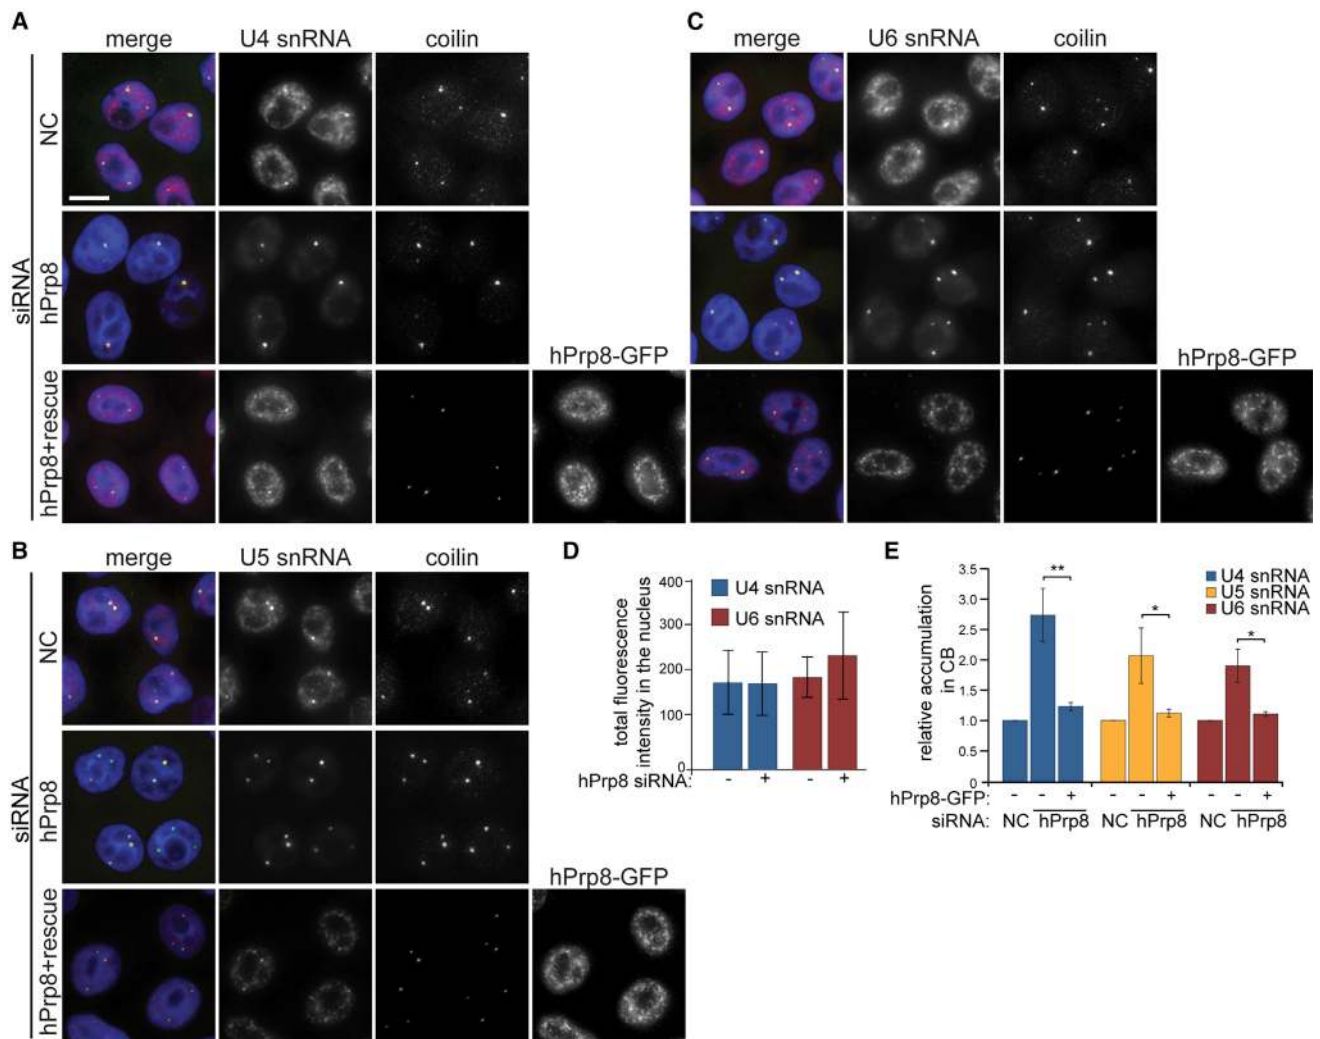 A
merge U4 snRNA coilin
siRNA
NC
hPrp8
hPrp8+rescue
hPrp8-GFP
C
merge U6 snRNA coilin
hPrp8-GFP
B
merge U5 snRNA coilin
siRNA
NC
hPrp8
hPrp8+rescue
hPrp8-GFP
D
total fluorescence
intensity in the nucleus
400
300
200
100
0
U4 snRNA
U6 snRNA
hPrp8 siRNA: - + - +
E
relative accumulation
in CB
3.5
3.0
2.5
2.0
1.5
1.0
0.5
0
** * *
U4 snRNA
U5 snRNA
U6 snRNA
hPrp8-GFP: - - + - - + - - +
siRNA: NC hPrp8 NC hPrp8 NC hPrp8